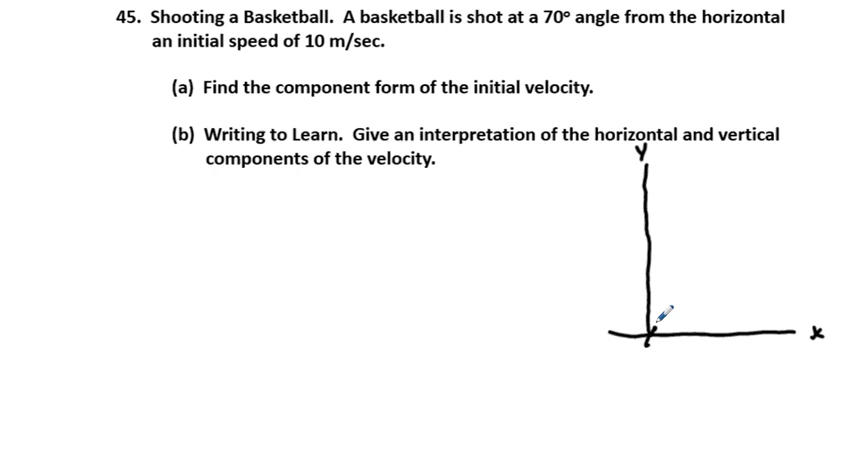 45. Shooting a Basketball. A basketball is shot at a 70° angle from the horizontal
an initial speed of 10 m/sec.
(a) Find the component form of the initial velocity.
(b) Writing to Learn. Give an interpretation of the horizontal and vertical
components of the velocity.
Y
x